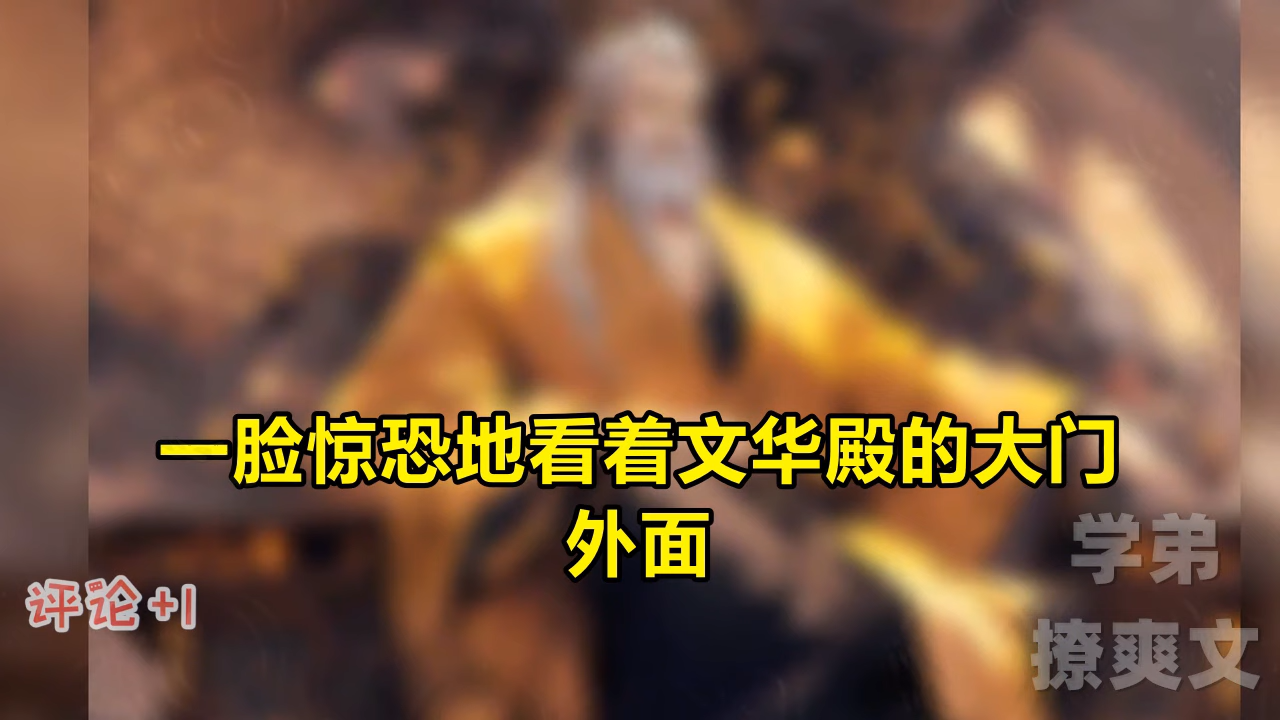 一脸惊恐地看着文华殿的大门
外面
学弟
评论+1
撩爽文